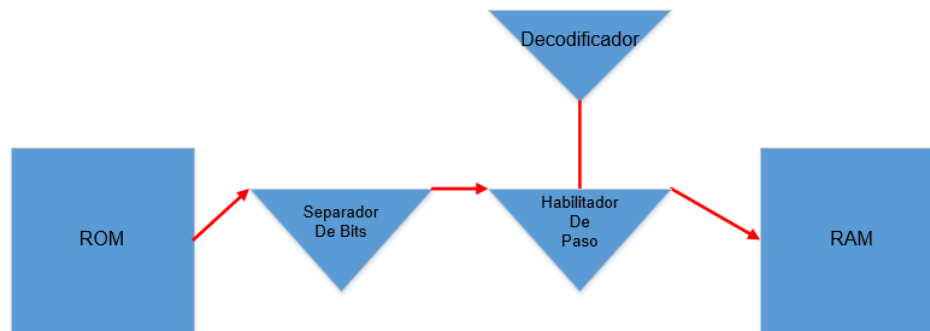 Decodificador
ROM
Separador
De Bits
Habilitador
De
Paso
RAM